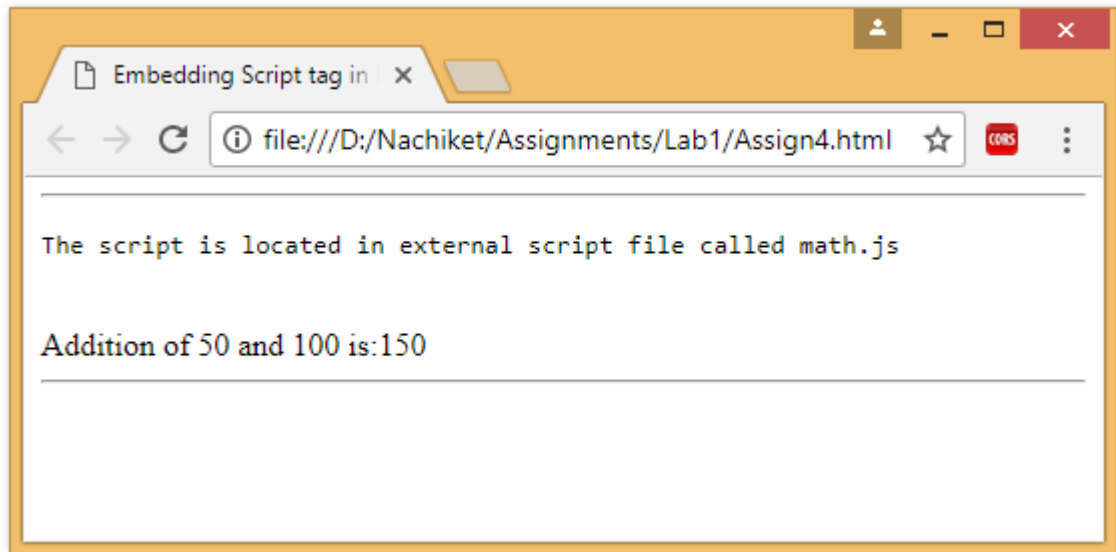 Embedding Script tag in
file:///D:/Nachiket/Assignments/Lab1/Assign4.html
CORS
The script is located in external script file called math.js
Addition of 50 and 100 is:150